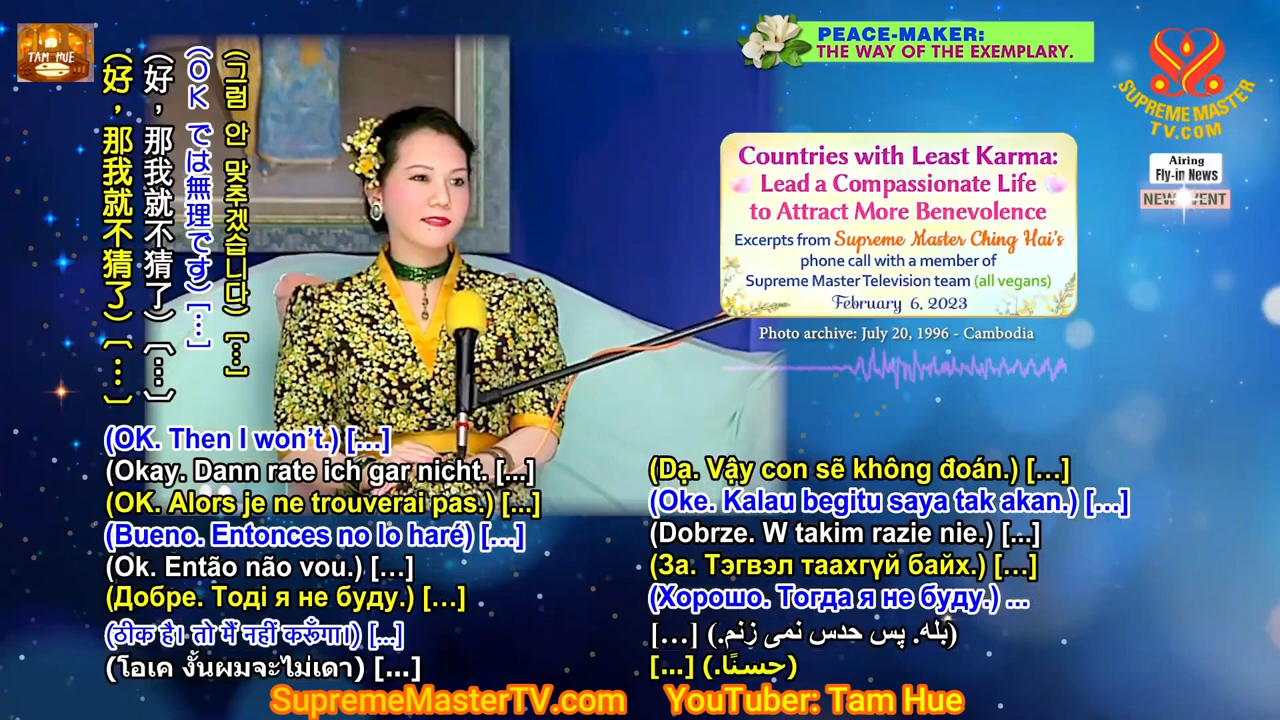 TAM HUE
PEACE-MAKER:
THE WAY OF THE EXEMPLARY.
SUPREME MASTER
TV.COM
Airing
Fly-in News
Countries with Least Karma:
Lead a Compassionate Life
to Attract More Benevolence
Excerpts from Supreme Master Ching Hai's
phone call with a member of
Supreme Master Television team (all vegans)
February 6, 2023
Photo archive: July 20, 1996 - Cambodia
(그럼 안 맞추겠습니다) [...]
(OK では無理です) [...]
(好，那我就不猜了) [...]
(好，那我就不猜了) [...]
(OK. Then I won't.) [...]
(Okay. Dann rate ich gar nicht. [...]
(OK. Alors je ne trouverai pas.) [...]
(Bueno. Entonces no lo haré) [...]
(Ok. Então não vou.) [...]
(Добре. Тоді я не буду.) [...]
(ठीक है। तो मैं नहीं करूँगा।) [...]
(โอเค งั้นผมจะไม่เดา) [...]
(Dạ. Vậy con sẽ không đoán.) [...]
(Oke. Kalau begitu saya tak akan.) [...]
(Dobrze. W takim razie nie.) [...]
(За. Тэгвэл таахгүй байх.) [...]
(Хорошо. Тогда я не буду.) ...
(بله. پس حدس نمی زنم.) [...]
(حسنًا.) [...]
SupremeMasterTV.com YouTuber: Tam Hue